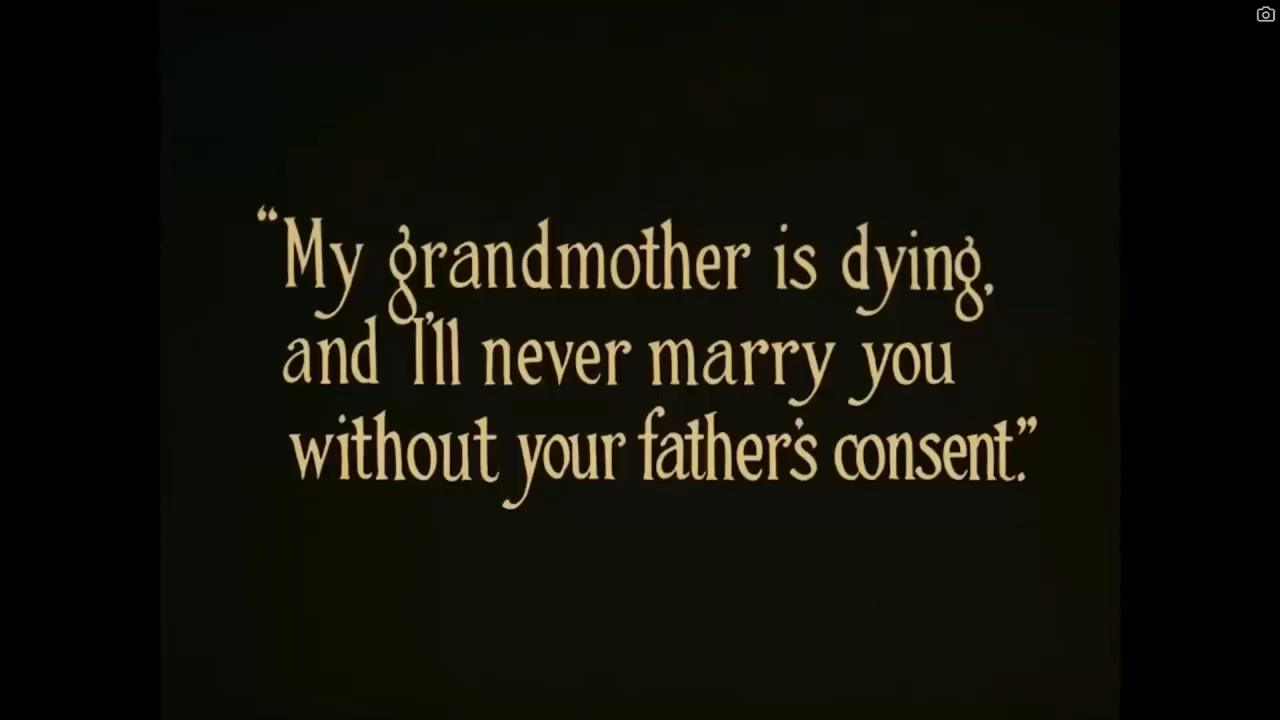 “My grandmother is dying,
and I'll never marry you
without your father's consent.”